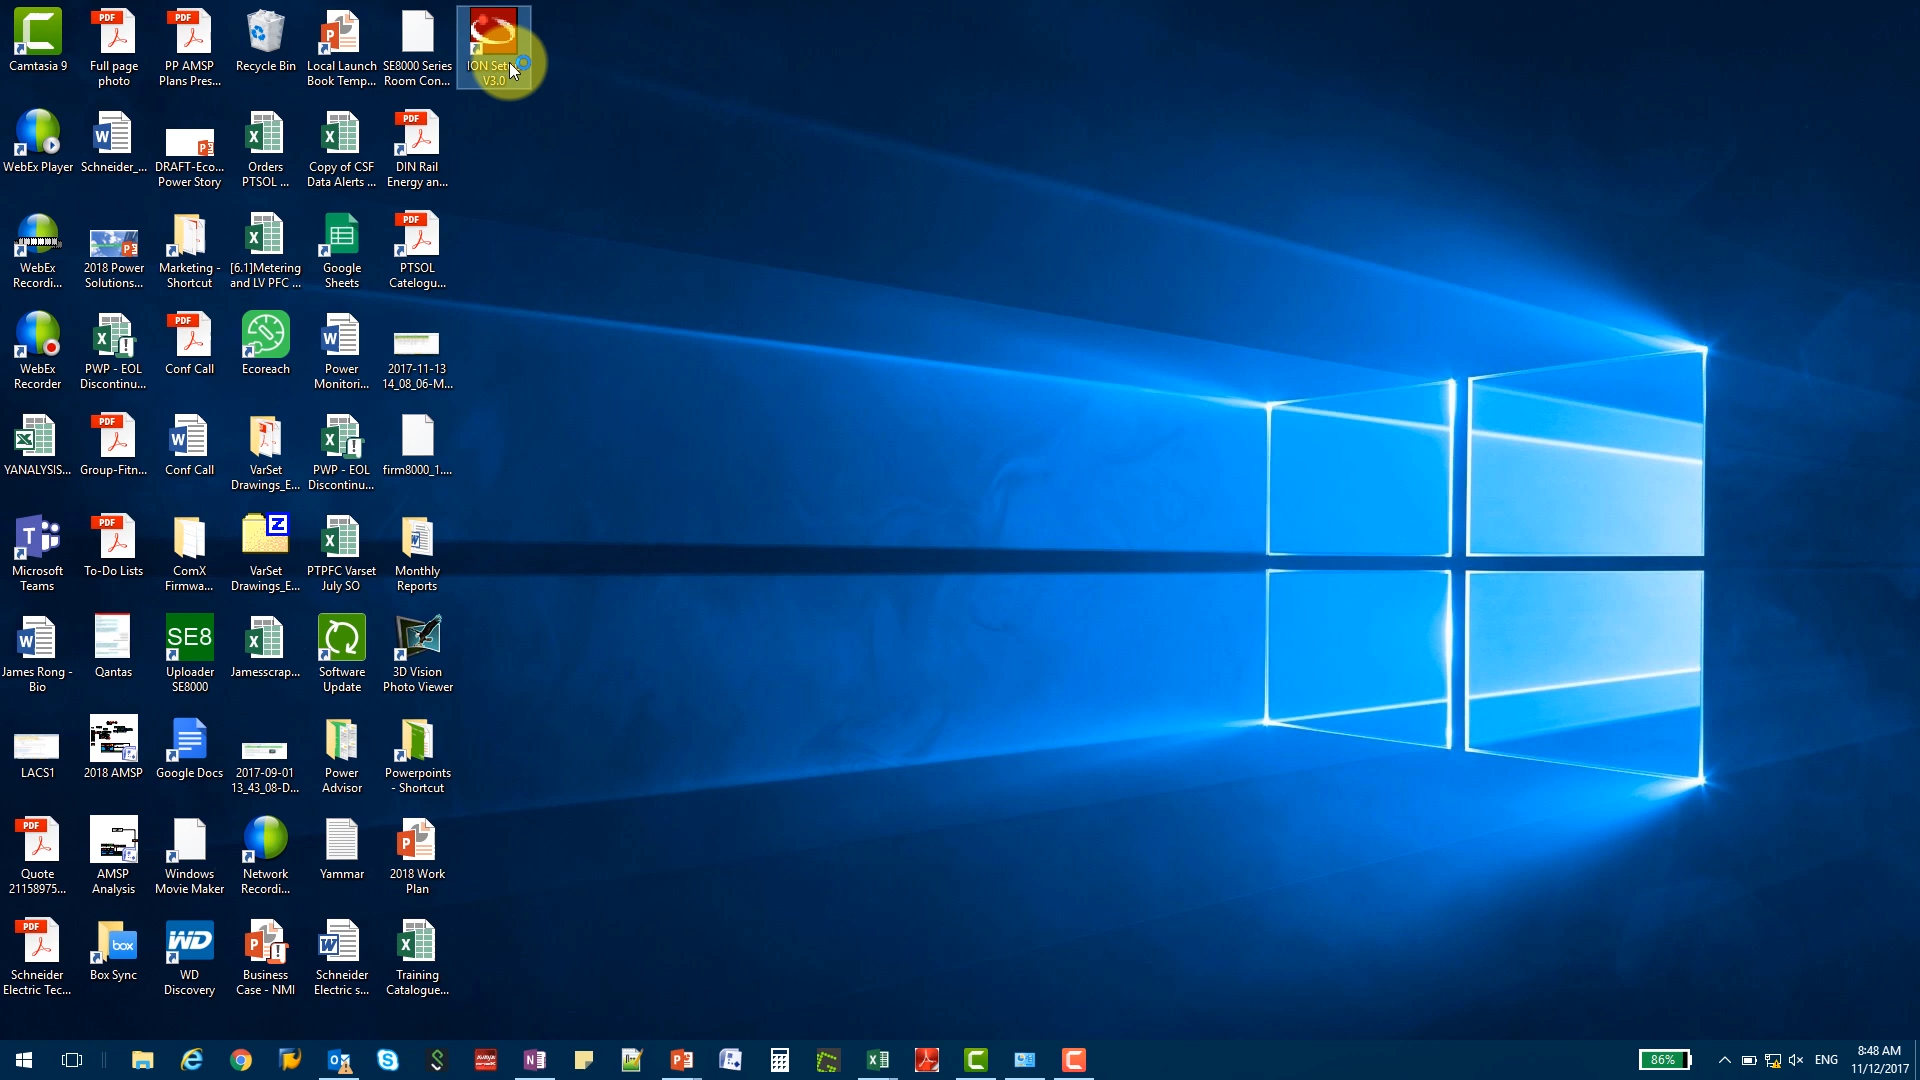 Camtasia 9
Full page
photo
PP AMSP
Plans Pres...
Recycle Bin
Local Launch
Book Temp...
SE8000 Series
Room Con...
V3.0
WebEx Player
Schneider_...
DRAFT-Eco...
Power Story
Orders
PTSOL ...
Copy of CSF
Data Alerts ...
DIN Rail
Energy an...
WebEx
Recordi...
2018 Power
Solutions...
Marketing -
Shortcut
[6.1]Metering
and LV PFC ...
Google
Sheets
PTSOL
Catelogu...
WebEx
Recorder
PWP - EOL
Discontinu...
Conf Call
Ecoreach
Power
Monitori...
2017-11-13
14_08_06-M...
YANALYSIS...
Group-Fitn...
Conf Call
VarSet
Drawings_E...
PWP - EOL
Discontinu...
firm8000_1....
Microsoft
Teams
To-Do Lists
ComX
Firmwa...
VarSet
Drawings_E...
PTPFC Varset
July SO
Monthly
Reports
James Rong -
Bio
Qantas
SE8
Uploader
SE8000
Jamesscrap...
Software
Update
3D Vision
Photo Viewer
LACS1
2018 AMSP
Google Docs
2017-09-01
13_43_08-D...
Power
Advisor
Powerpoints
- Shortcut
Quote
21158975...
AMSP
Analysis
Windows
Movie Maker
Network
Recordi...
Yammar
2018 Work
Plan
Schneider
Electric Tec...
Box Sync
WD
Discovery
Business
Case - NMI
Schneider
Electric s...
Training
Catalogue...
86%
ENG
8:48 AM
11/12/2017